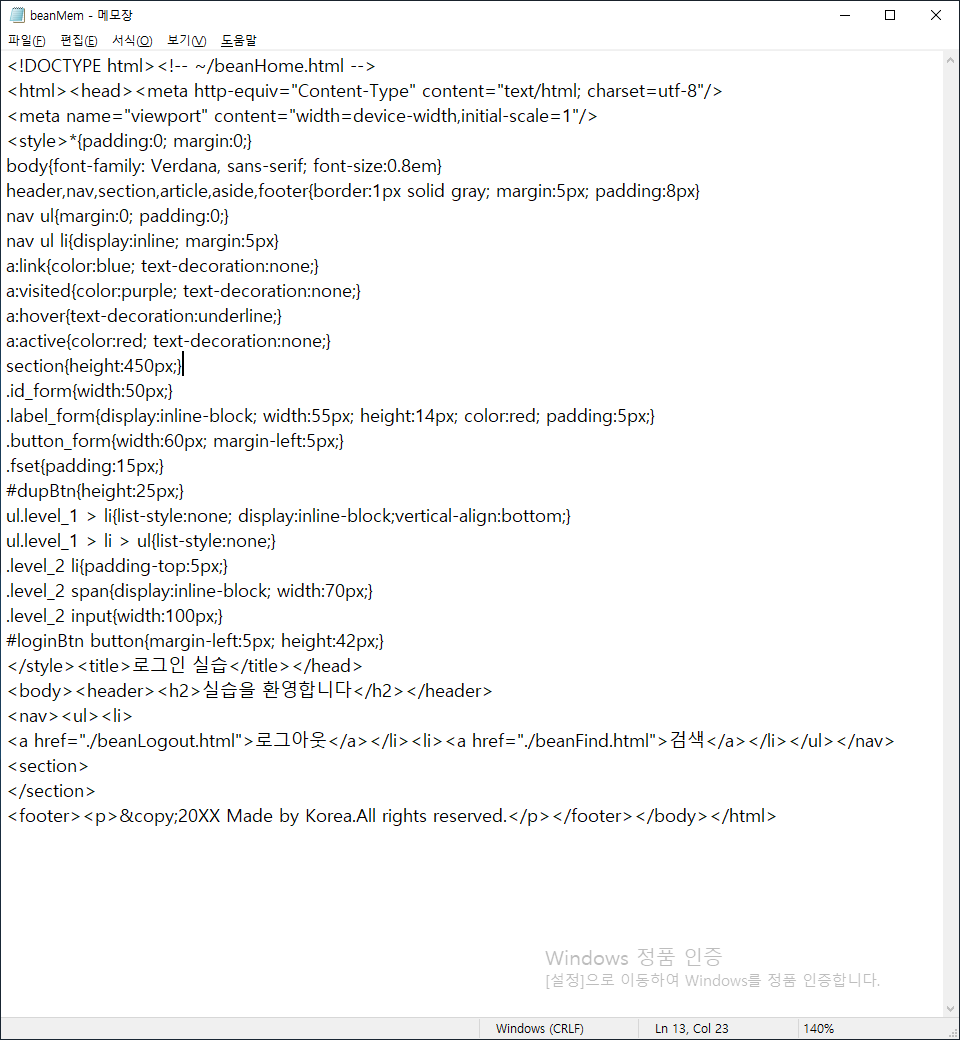 beanMem - 메모장
파일(F) 편집(E) 서식(O) 보기(V) 도움말
<!DOCTYPE html><!-- ~/beanHome.html -->
<html><head><meta http-equiv="Content-Type" content="text/html; charset=utf-8"/>
<meta name="viewport" content="width=device-width,initial-scale=1"/>
<style>*{padding:0; margin:0;}
body{font-family: Verdana, sans-serif; font-size:0.8em}
header,nav,section,article,aside,footer{border:1px solid gray; margin:5px; padding:8px}
nav ul{margin:0; padding:0;}
nav ul li{display:inline; margin:5px}
a:link{color:blue; text-decoration:none;}
a:visited{color:purple; text-decoration:none;}
a:hover{text-decoration:underline;}
a:active{color:red; text-decoration:none;}
section{height:450px;}
.id_form{width:50px;}
.label_form{display:inline-block; width:55px; height:14px; color:red; padding:5px;}
.button_form{width:60px; margin-left:5px;}
.fset{padding:15px;}
#dupBtn{height:25px;}
ul.level_1 > li{list-style:none; display:inline-block;vertical-align:bottom;}
ul.level_1 > li > ul{list-style:none;}
.level_2 li{padding-top:5px;}
.level_2 span{display:inline-block; width:70px;}
.level_2 input{width:100px;}
#loginBtn button{margin-left:5px; height:42px;}
</style><title>로그인 실습</title></head>
<body><header><h2>실습을 환영합니다</h2></header>
<nav><ul><li>
<a href="./beanLogout.html">로그아웃</a></li><li><a href="./beanFind.html">검색</a></li></ul></nav>
<section>
</section>
<footer><p>&copy;20XX Made by Korea.All rights reserved.</p></footer></body></html>
Windows 정품 인증
[설정]으로 이동하여 Windows를 정품 인증합니다.
Windows (CRLF) Ln 13, Col 23 140%